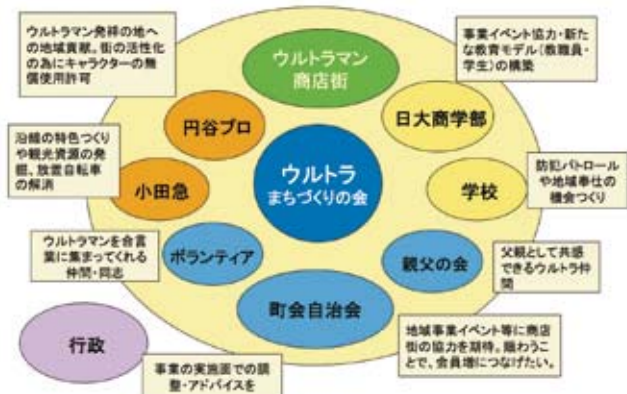 ウルトラマン発祥の地へ
の地域貢献。街の活性化
の為にキャラクターの無
償使用許可
ウルトラマン
商店街
事業イベント協力・新た
な教育モデル(教職員・
学生)の構築
円谷プロ
日大商学部
沿線の特色つくり
や観光資源の発
掘、放置自転車
の解消
小田急
ウルトラ
まちづくりの会
学校
防犯パトロール
や地域奉仕の
機会つくり
ウルトラマンを合言
葉に集まってくれる
仲間・同志
ボランティア
親父の会
父親として共感
できるウルトラ仲
間
町会自治会
地域事業イベント等に商店
街の協力を期待。賑わうこ
とで、会員増につなげたい。
行政
事業の実施面での調
整・アドバイスを